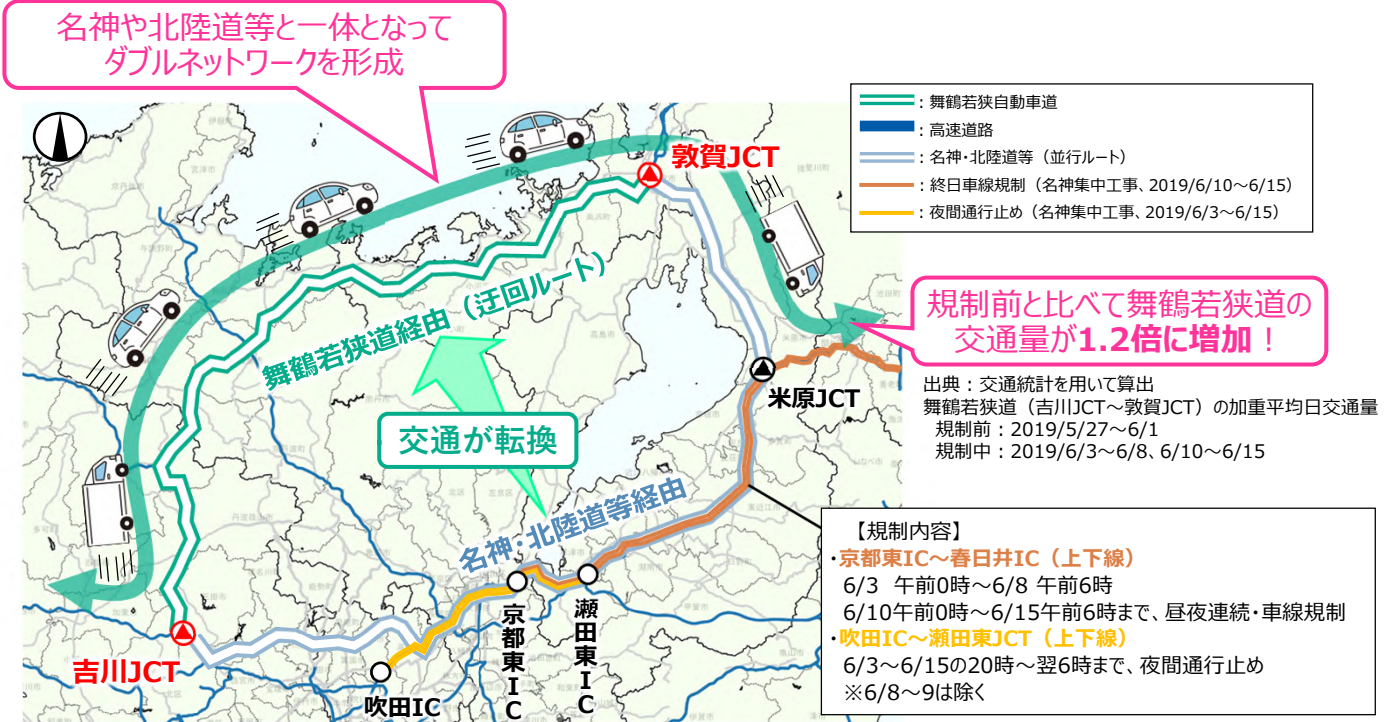 名神や北陸道等と一体となって
ダブルネットワークを形成
：舞鶴若狭自動車道
：高速道路
：名神・北陸道等（並行ルート）
：終日車線規制（名神集中工事、2019/6/10～6/15）
：夜間通行止め（名神集中工事、2019/6/3～6/15）
敦賀JCT
舞鶴若狭道経由（迂回ルート）
規制前と比べて舞鶴若狭道の
交通量が1.2倍に増加！
出典：交通統計を用いて算出
舞鶴若狭道（吉川JCT～敦賀JCT）の加重平均日交通量
規制前：2019/5/27～6/1
規制中：2019/6/3～6/8、6/10～6/15
米原JCT
交通が転換
名神・北陸道等経由
【規制内容】
・京都東IC～春日井IC（上下線）
6/3 午前0時～6/8 午前6時
6/10午前0時～6/15午前6時まで、昼夜連続・車線規制
・吹田IC～瀬田東JCT（上下線）
6/3～6/15の20時～翌6時まで、夜間通行止め
※6/8～9は除く
吉川JCT
吹田IC
京都東IC
瀬田東IC